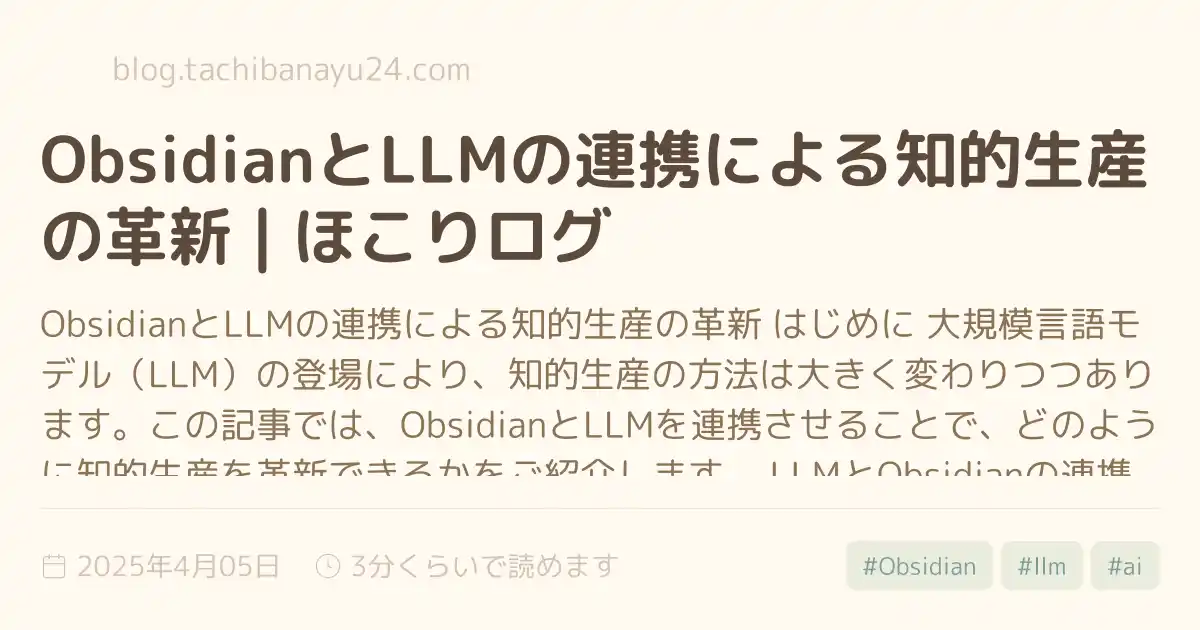 blog.tachibanayu24.com
ObsidianとLLMの連携による知的生産
の革新 | ほこりログ
ObsidianとLLMの連携による知的生産の革新 はじめに 大規模言語モ
デル（LLM）の登場により、知的生産の方法は大きく変わりつつあり
ます。この記事では、ObsidianとLLMを連携させることで、どのよう
に知的生産を革新できるかをご紹介します。 LLMとObsidianの連携
2025年4月05日 3分くらいで読めます #Obsidian #llm #ai